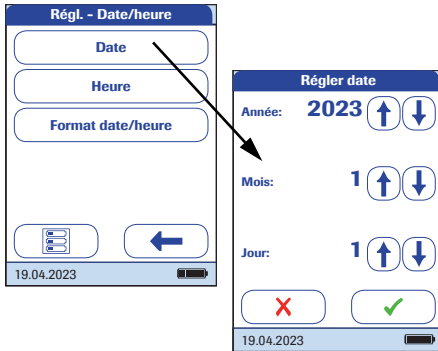 Régl. - Date/heure
Date
Heure
Format date/heure
19.04.2023
Régler date
Année: 2023
Mois: 1
Jour: 1
19.04.2023